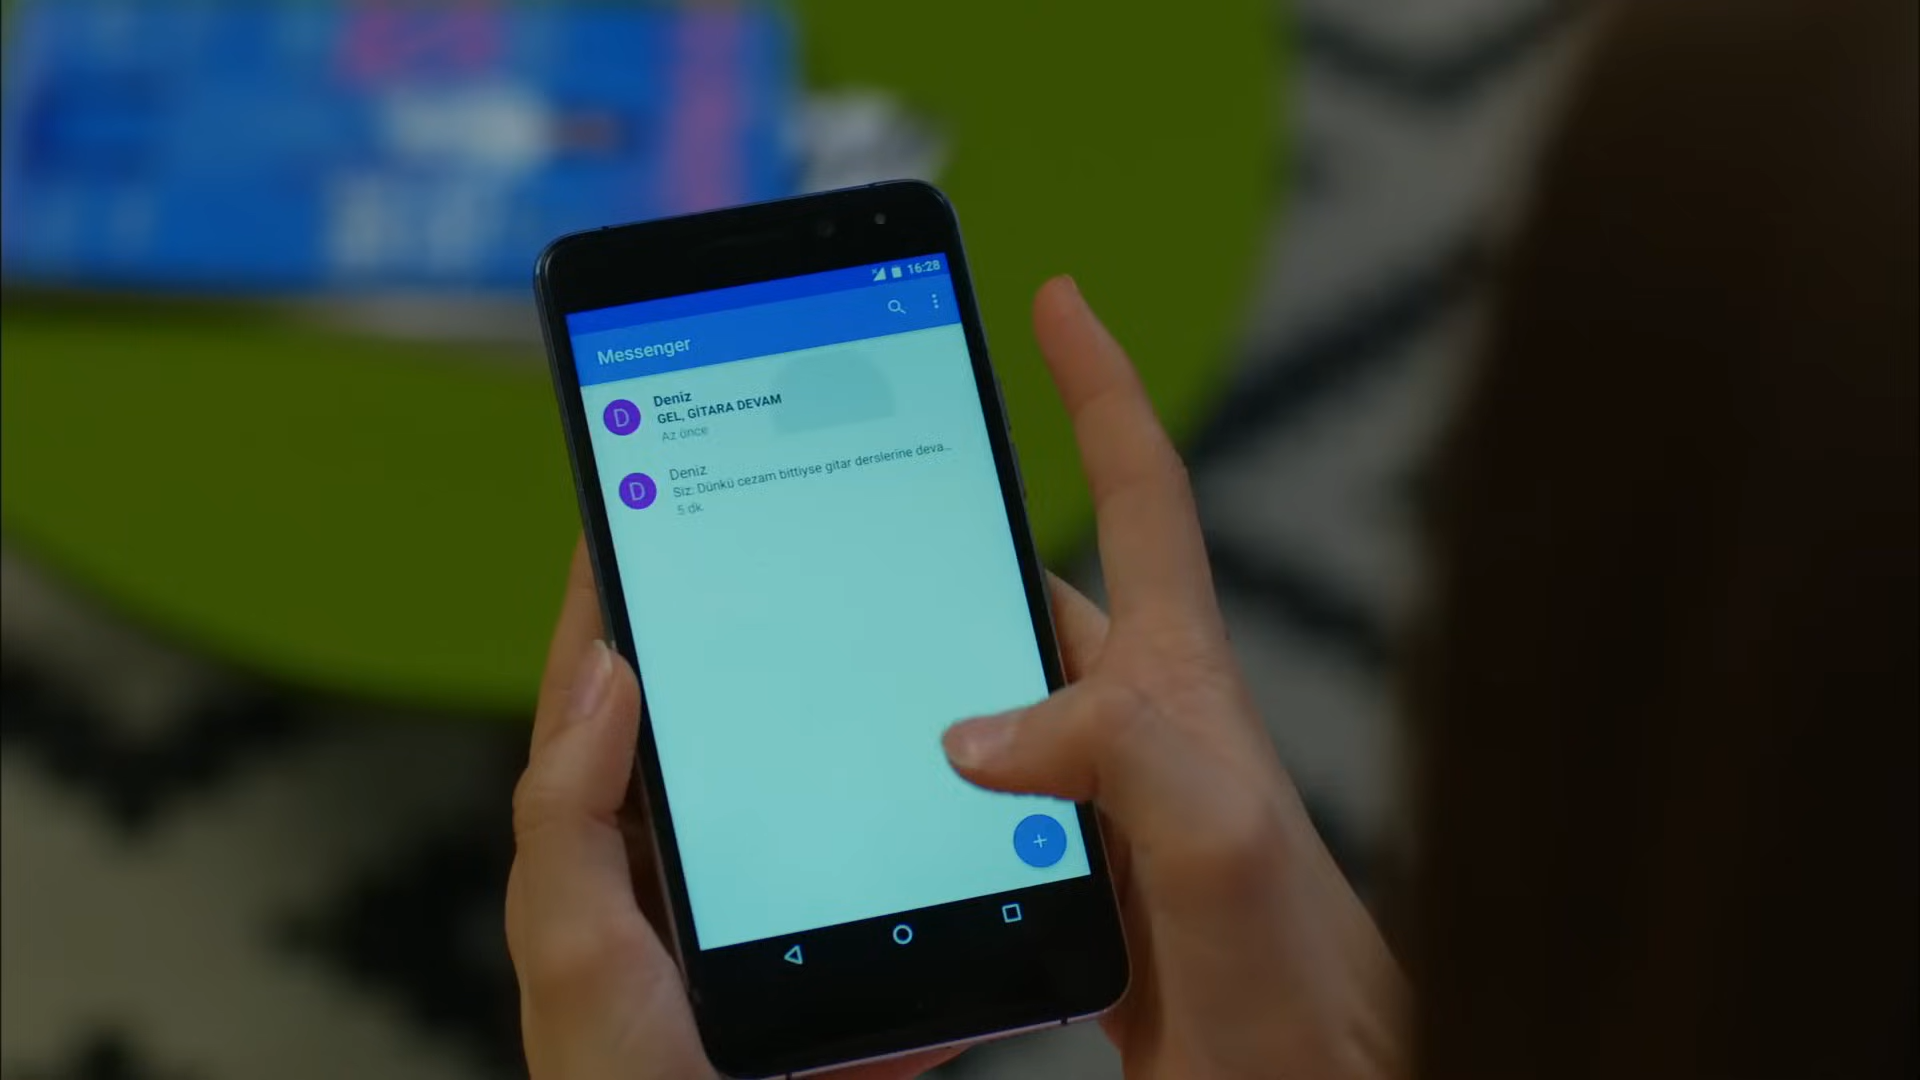 16:28
Messenger
D
Deniz
GEL, GİTARA DEVAM
Az önce
D
Deniz
Siz: Dünkü cezam bittiyse gitar derslerine deva...
5 dk.